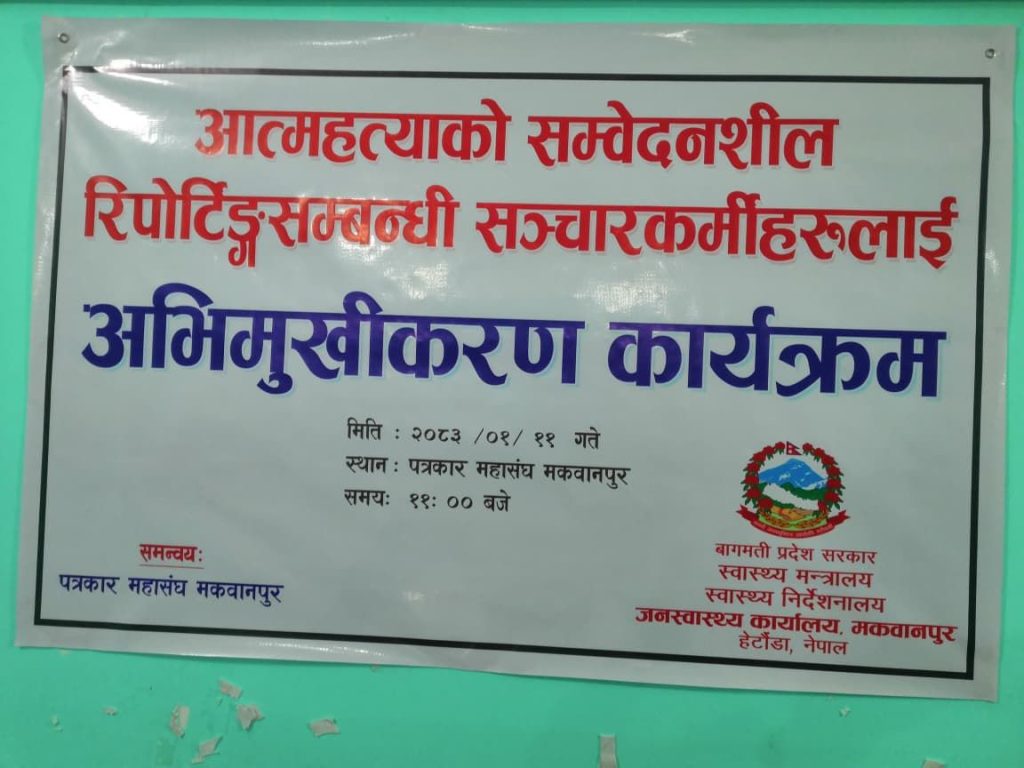 आत्महत्याको सम्वेदनशील
रिपोर्टिङ्गसम्बन्धी सञ्चारकर्मीहरुलाई
अभिमुखीकरण कार्यक्रम
मिति : २०८३ /०१/ ११ गते
स्थान : पत्रकार महासंघ मकवानपुर
समयः ११: ०० बजे
समन्वय:
पत्रकार महासंघ मकवानपुर
बागमती प्रदेश सरकार
स्वास्थ्य मन्त्रालय
स्वास्थ्य निर्देशनालय
जनस्वास्थ्य कार्यालय, मकवानपुर
हेटौंडा, नेपाल